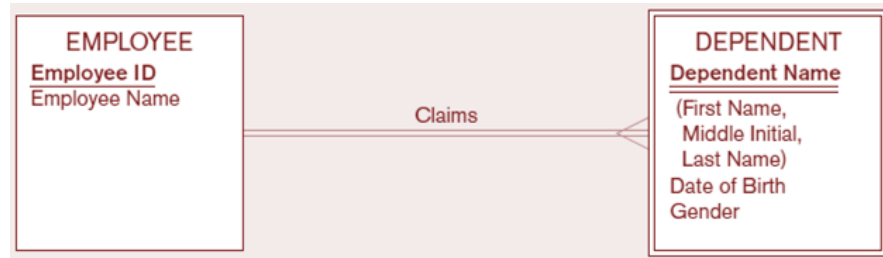 EMPLOYEE
Employee ID
Employee Name
Claims
DEPENDENT
Dependent Name
(First Name,
Middle Initial,
Last Name)
Date of Birth
Gender